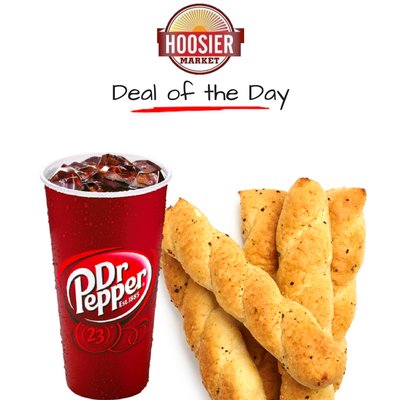 HOOSIER
MARKET
Deal of the Day
Dr
Pepper
EST. 1885
23